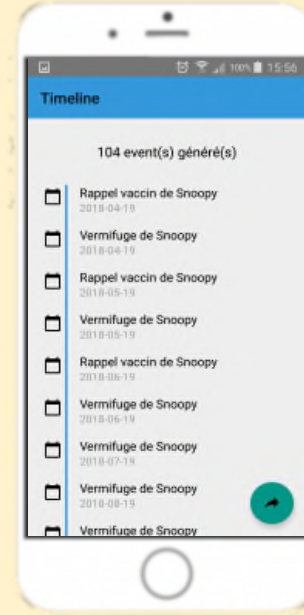 100% 15:56
Timeline
104 event(s) généré(s)
Rappel vaccin de Snoopy
2018-04-19
Vermifuge de Snoopy
2018-04-19
Rappel vaccin de Snoopy
2018-05-19
Vermifuge de Snoopy
2018-05-19
Rappel vaccin de Snoopy
2018-06-19
Vermifuge de Snoopy
2018-06-19
Vermifuge de Snoopy
2018-07-19
Vermifuge de Snoopy
2018-08-19
Vermifuge de Snoopy